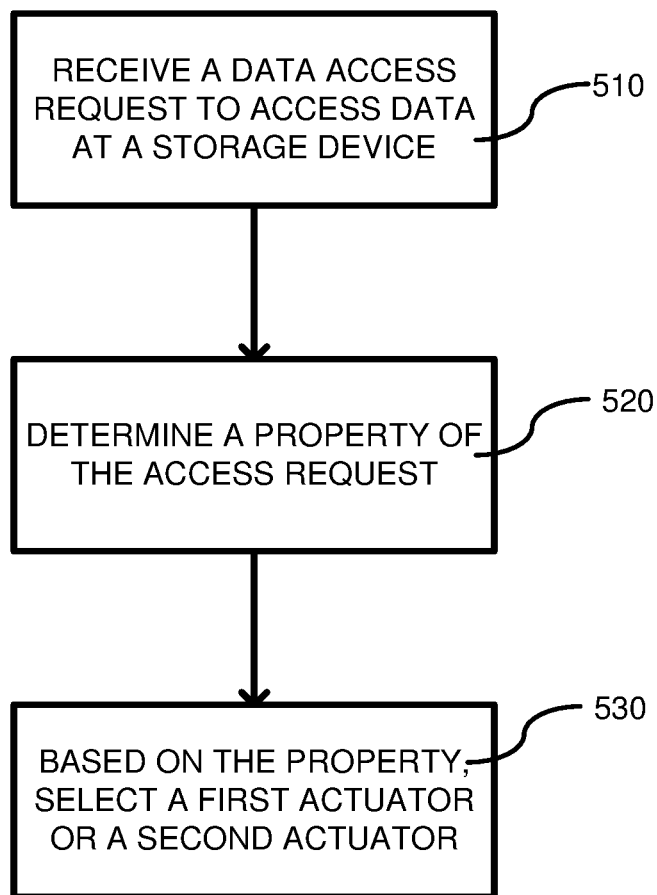 RECEIVE A DATA ACCESS
REQUEST TO ACCESS DATA
AT A STORAGE DEVICE
510
DETERMINE A PROPERTY OF
THE ACCESS REQUEST
520
BASED ON THE PROPERTY,
SELECT A FIRST ACTUATOR
OR A SECOND ACTUATOR
530